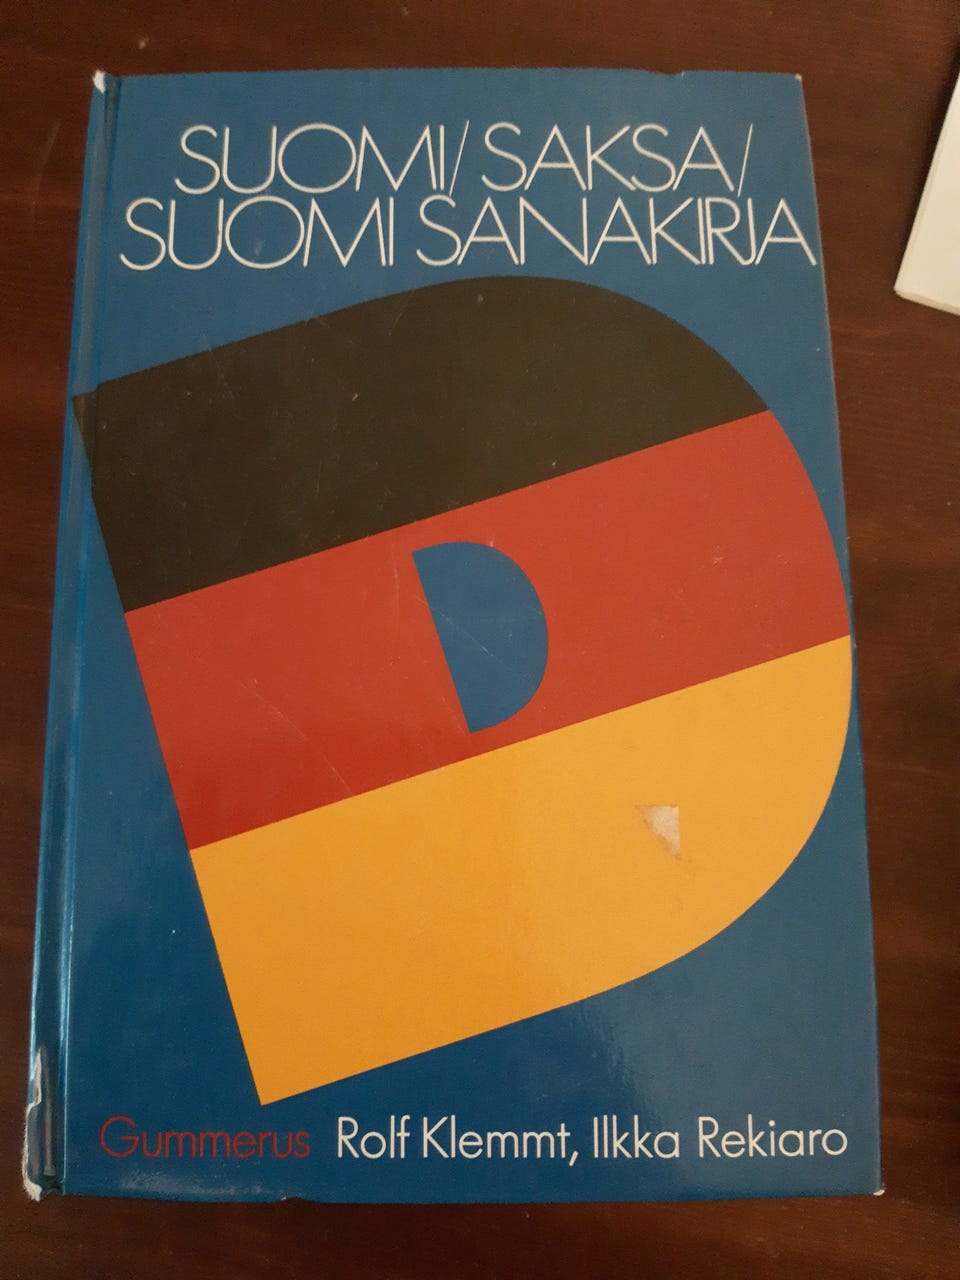 SUOMI/SAKSA/
SUOMI SANAKIRJA
D
Gummerus Rolf Klemmt, Ilkka Rekiaro